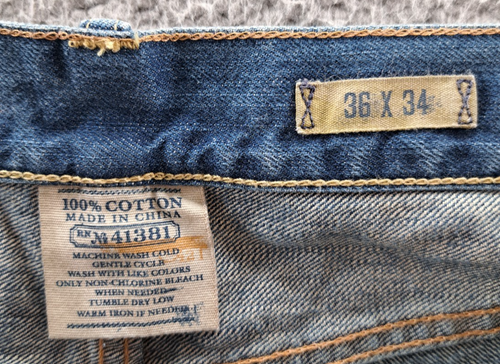 36 X 34
100% COTTON
MADE IN CHINA
RN № 41381
MACHINE WASH COLD
GENTLE CYCLE
WASH WITH LIKE COLORS
ONLY NON-CHLORINE BLEACH
WHEN NEEDED
TUMBLE DRY LOW
WARM IRON IF NEEDED